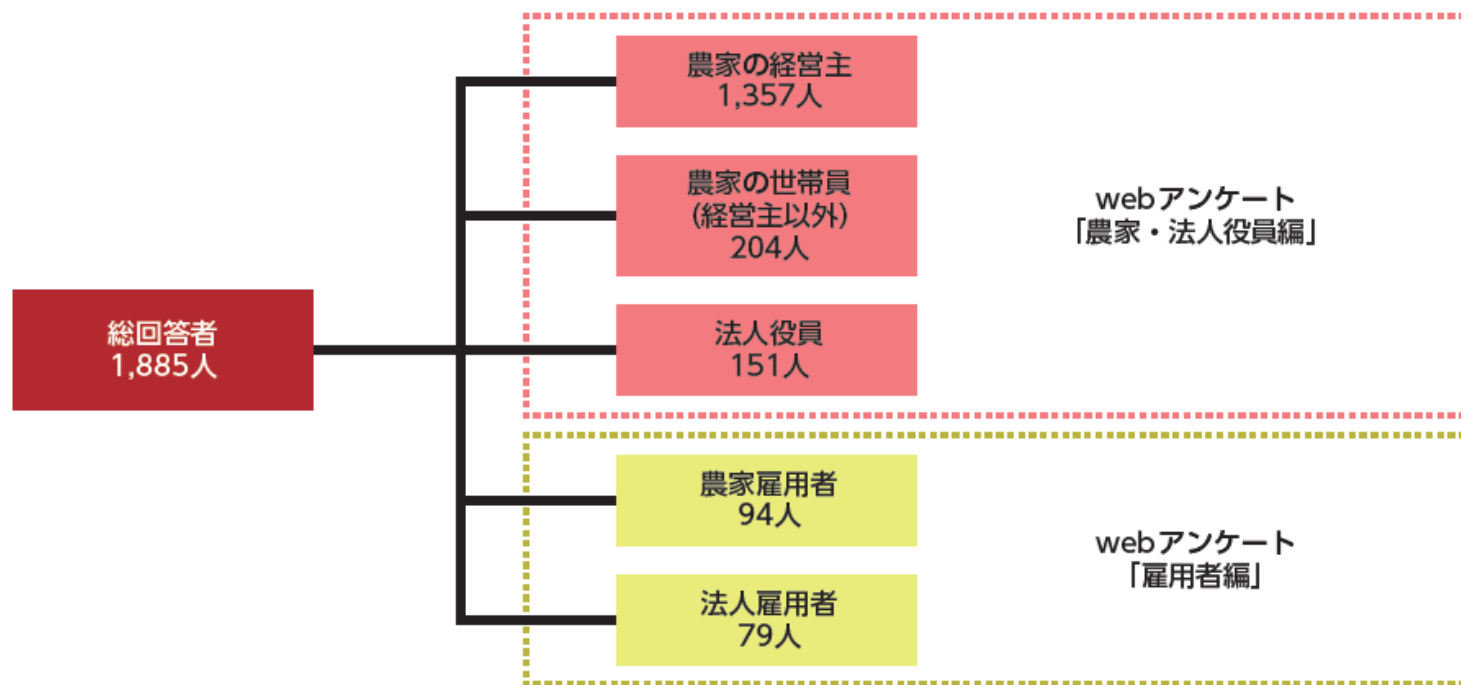 総回答者
1,885人
農家の経営主
1,357人
農家の世帯員
(経営主以外)
204人
法人役員
151人
webアンケート
「農家・法人役員編」
農家雇用者
94人
法人雇用者
79人
webアンケート
「雇用者編」